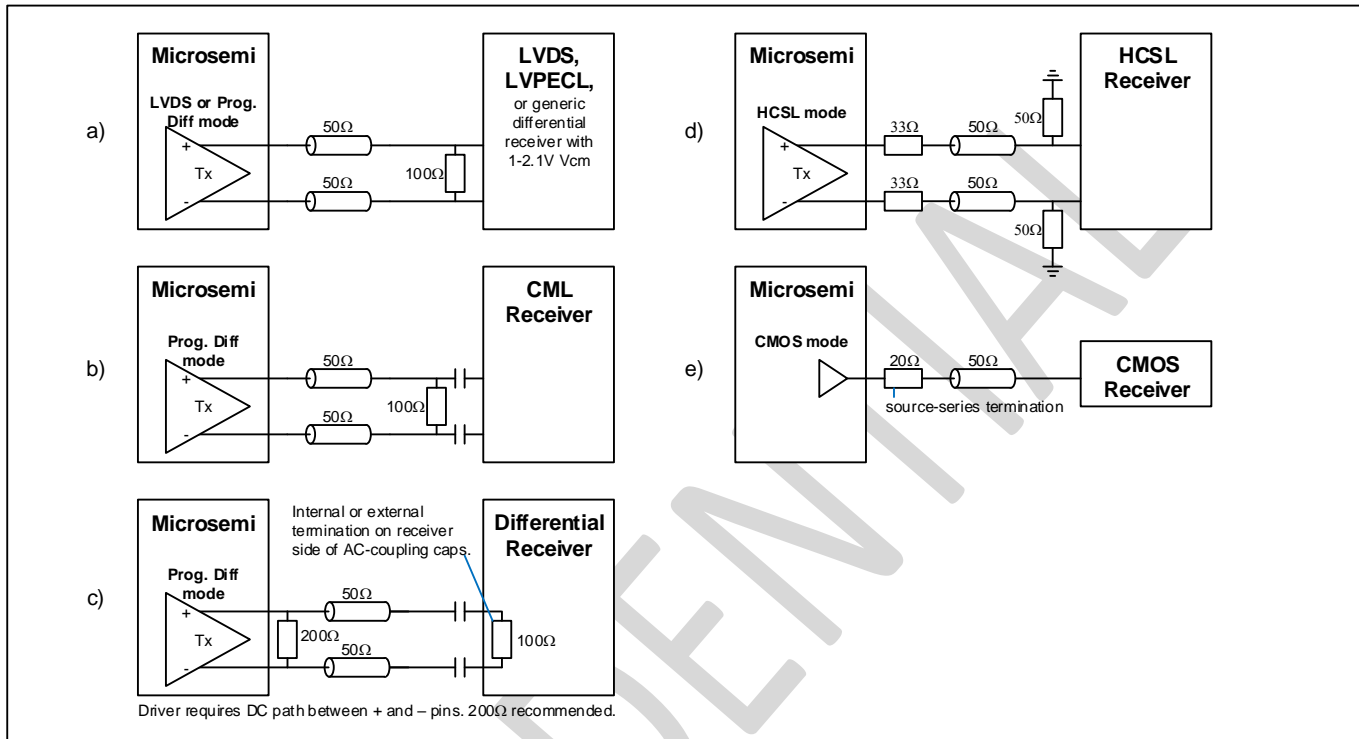 a)
Microsemi
LVDS or Prog.
Diff mode
+
Tx
-
50Ω
50Ω
100Ω
LVDS,
LVPECL,
or generic
differential
receiver with
1-2.1V Vcm
b)
Microsemi
Prog. Diff
mode
+
Tx
-
50Ω
50Ω
100Ω
CML
Receiver
c)
Microsemi
Prog. Diff
mode
+
Tx
-
200Ω
50Ω
50Ω
Internal or external
termination on receiver
side of AC-coupling caps.
Differential
Receiver
100Ω
Driver requires DC path between + and – pins. 200Ω recommended.
d)
Microsemi
HCSL mode
+
Tx
-
33Ω
50Ω
50Ω
33Ω
50Ω
50Ω
HCSL
Receiver
e)
Microsemi
CMOS mode
20Ω
50Ω
source-series termination
CMOS
Receiver
DENTIAL